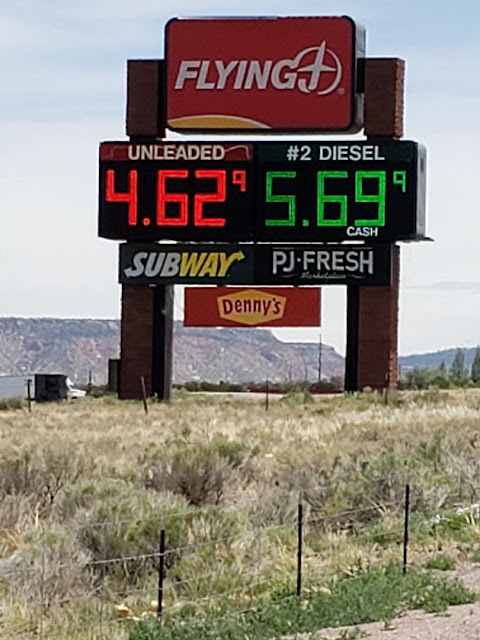 FLYING J
UNLEADED #2 DIESEL
4.62 9 5.69 9
CASH
SUBWAY PJ·FRESH
Marketplace
Denny's